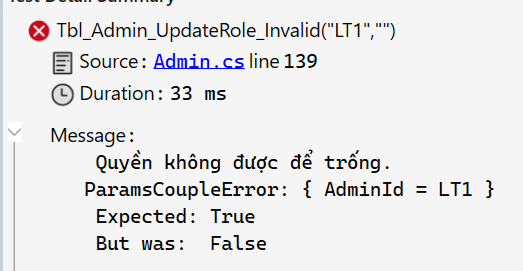 Tbl_Admin_UpdateRole_Invalid("LT1","")
Source: Admin.cs line 139
Duration: 33 ms
Message:
Quyền không được để trống.
ParamsCoupleError: { AdminId = LT1 }
Expected: True
But was:  False